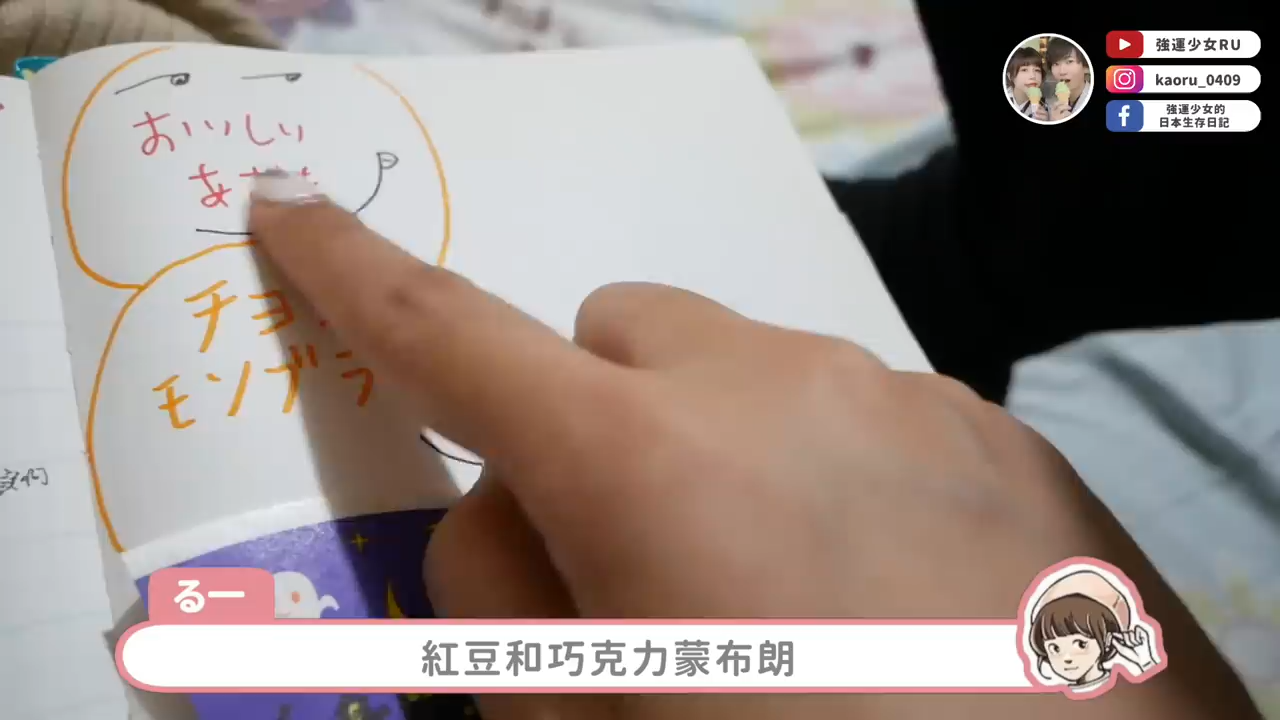 強運少女RU
kaoru_0409
強運少女的
日本生存日記
おいしい
あ
チョ
モンブラ
我们
るー
紅豆和巧克力蒙布朗